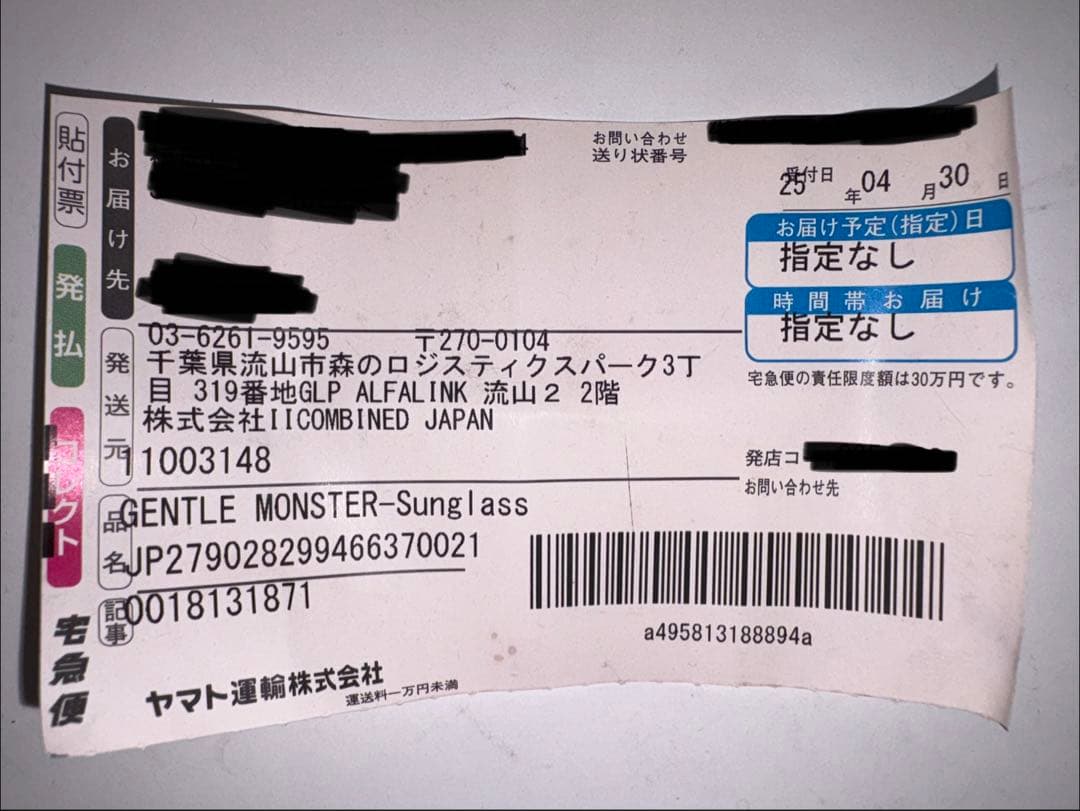 貼付票
発払
コレクト
宅急便
お届け先
お問い合わせ
送り状番号
受付日
25年04月30日
お届け予定(指定)日
指定なし
時間帯お届け
指定なし
宅急便の責任限度額は30万円です。
発送元
03-6261-9595 〒270-0104
千葉県流山市森のロジスティクスパーク3丁
目 319番地GLP ALFALINK 流山2 2階
株式会社IICOMBINED JAPAN
11003148
発店コ
お問い合わせ先
品名
GENTLE MONSTER-Sunglass
JP279028299466370021
記事
0018131871
a495813188894a
ヤマト運輸株式会社
運送料一万円未満